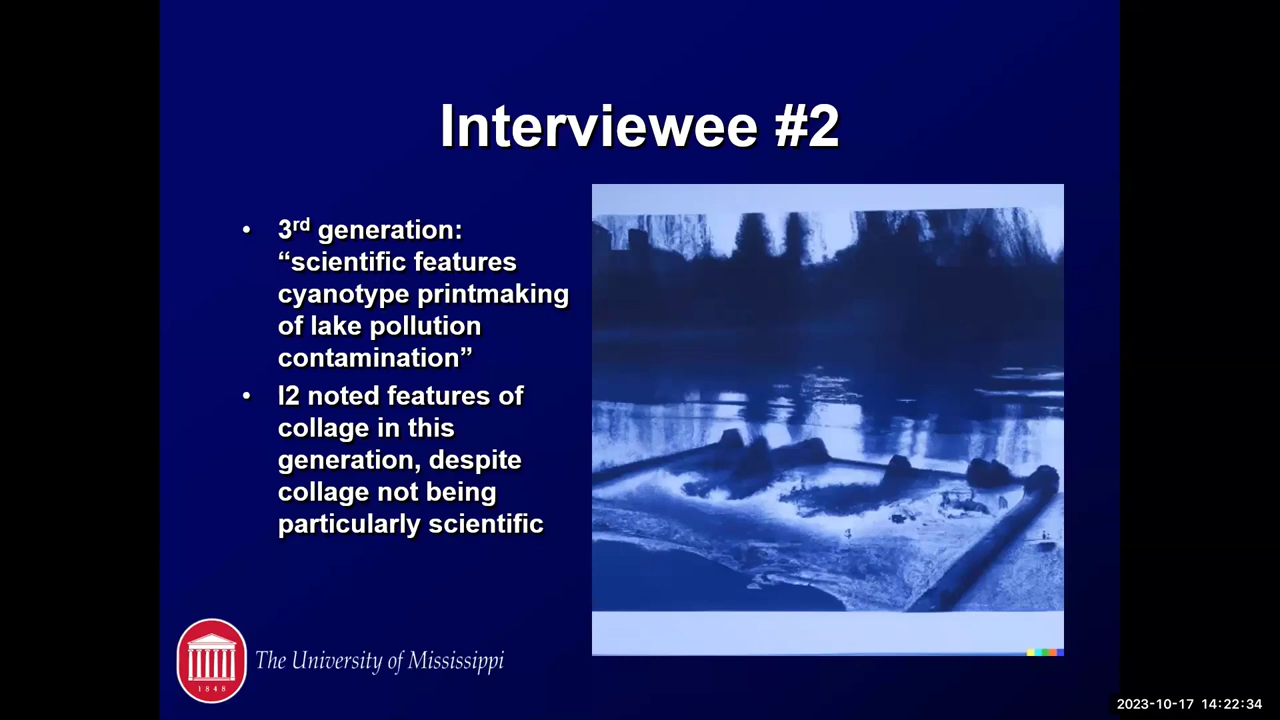 Interviewee #2
• 3rd generation:
“scientific features
cyanotype printmaking
of lake pollution
contamination”
• I2 noted features of
collage in this
generation, despite
collage not being
particularly scientific
The University of Mississippi
1848
2023-10-17 14:22:34